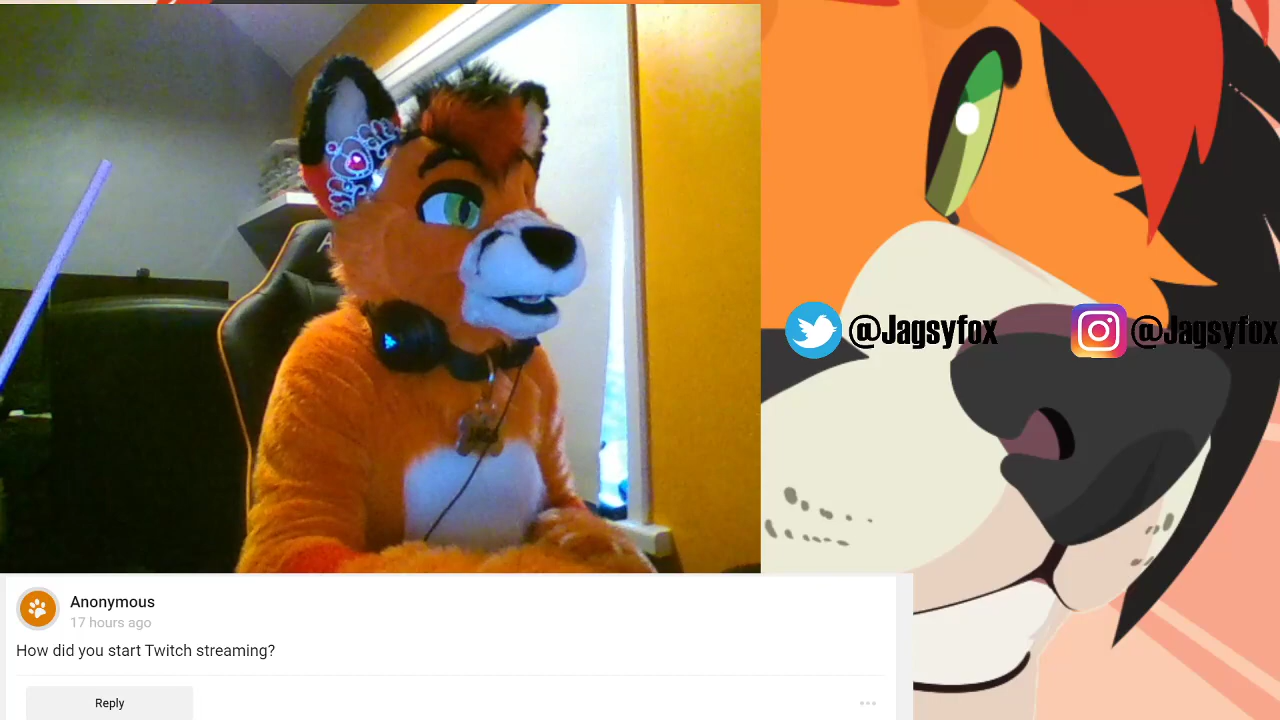 @Jagsyfox
@Jagsyfox
A
Anonymous
17 hours ago
How did you start Twitch streaming?
Reply